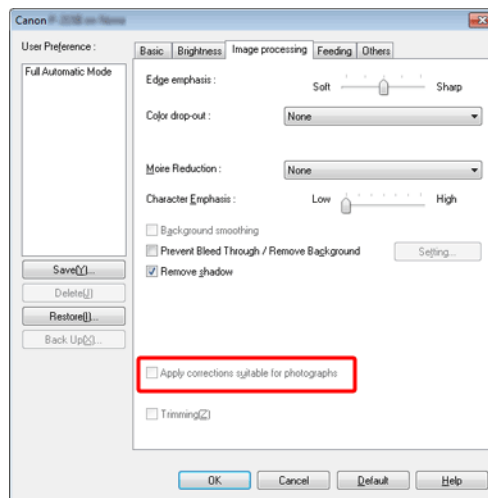 Canon
User Preference :
Full Automatic Mode
Save(Y)...
Delete(J)
Restore(I)...
Back Up(X)...
Basic Brightness Image processing Feeding Others
Edge emphasis : Soft Sharp
Color drop-out : None
Moire Reduction : None
Character Emphasis : Low High
Background smoothing
Prevent Bleed Through / Remove Background Setting...
Remove shadow
Apply corrections suitable for photographs
Trimming(Z)
OK Cancel Default Help